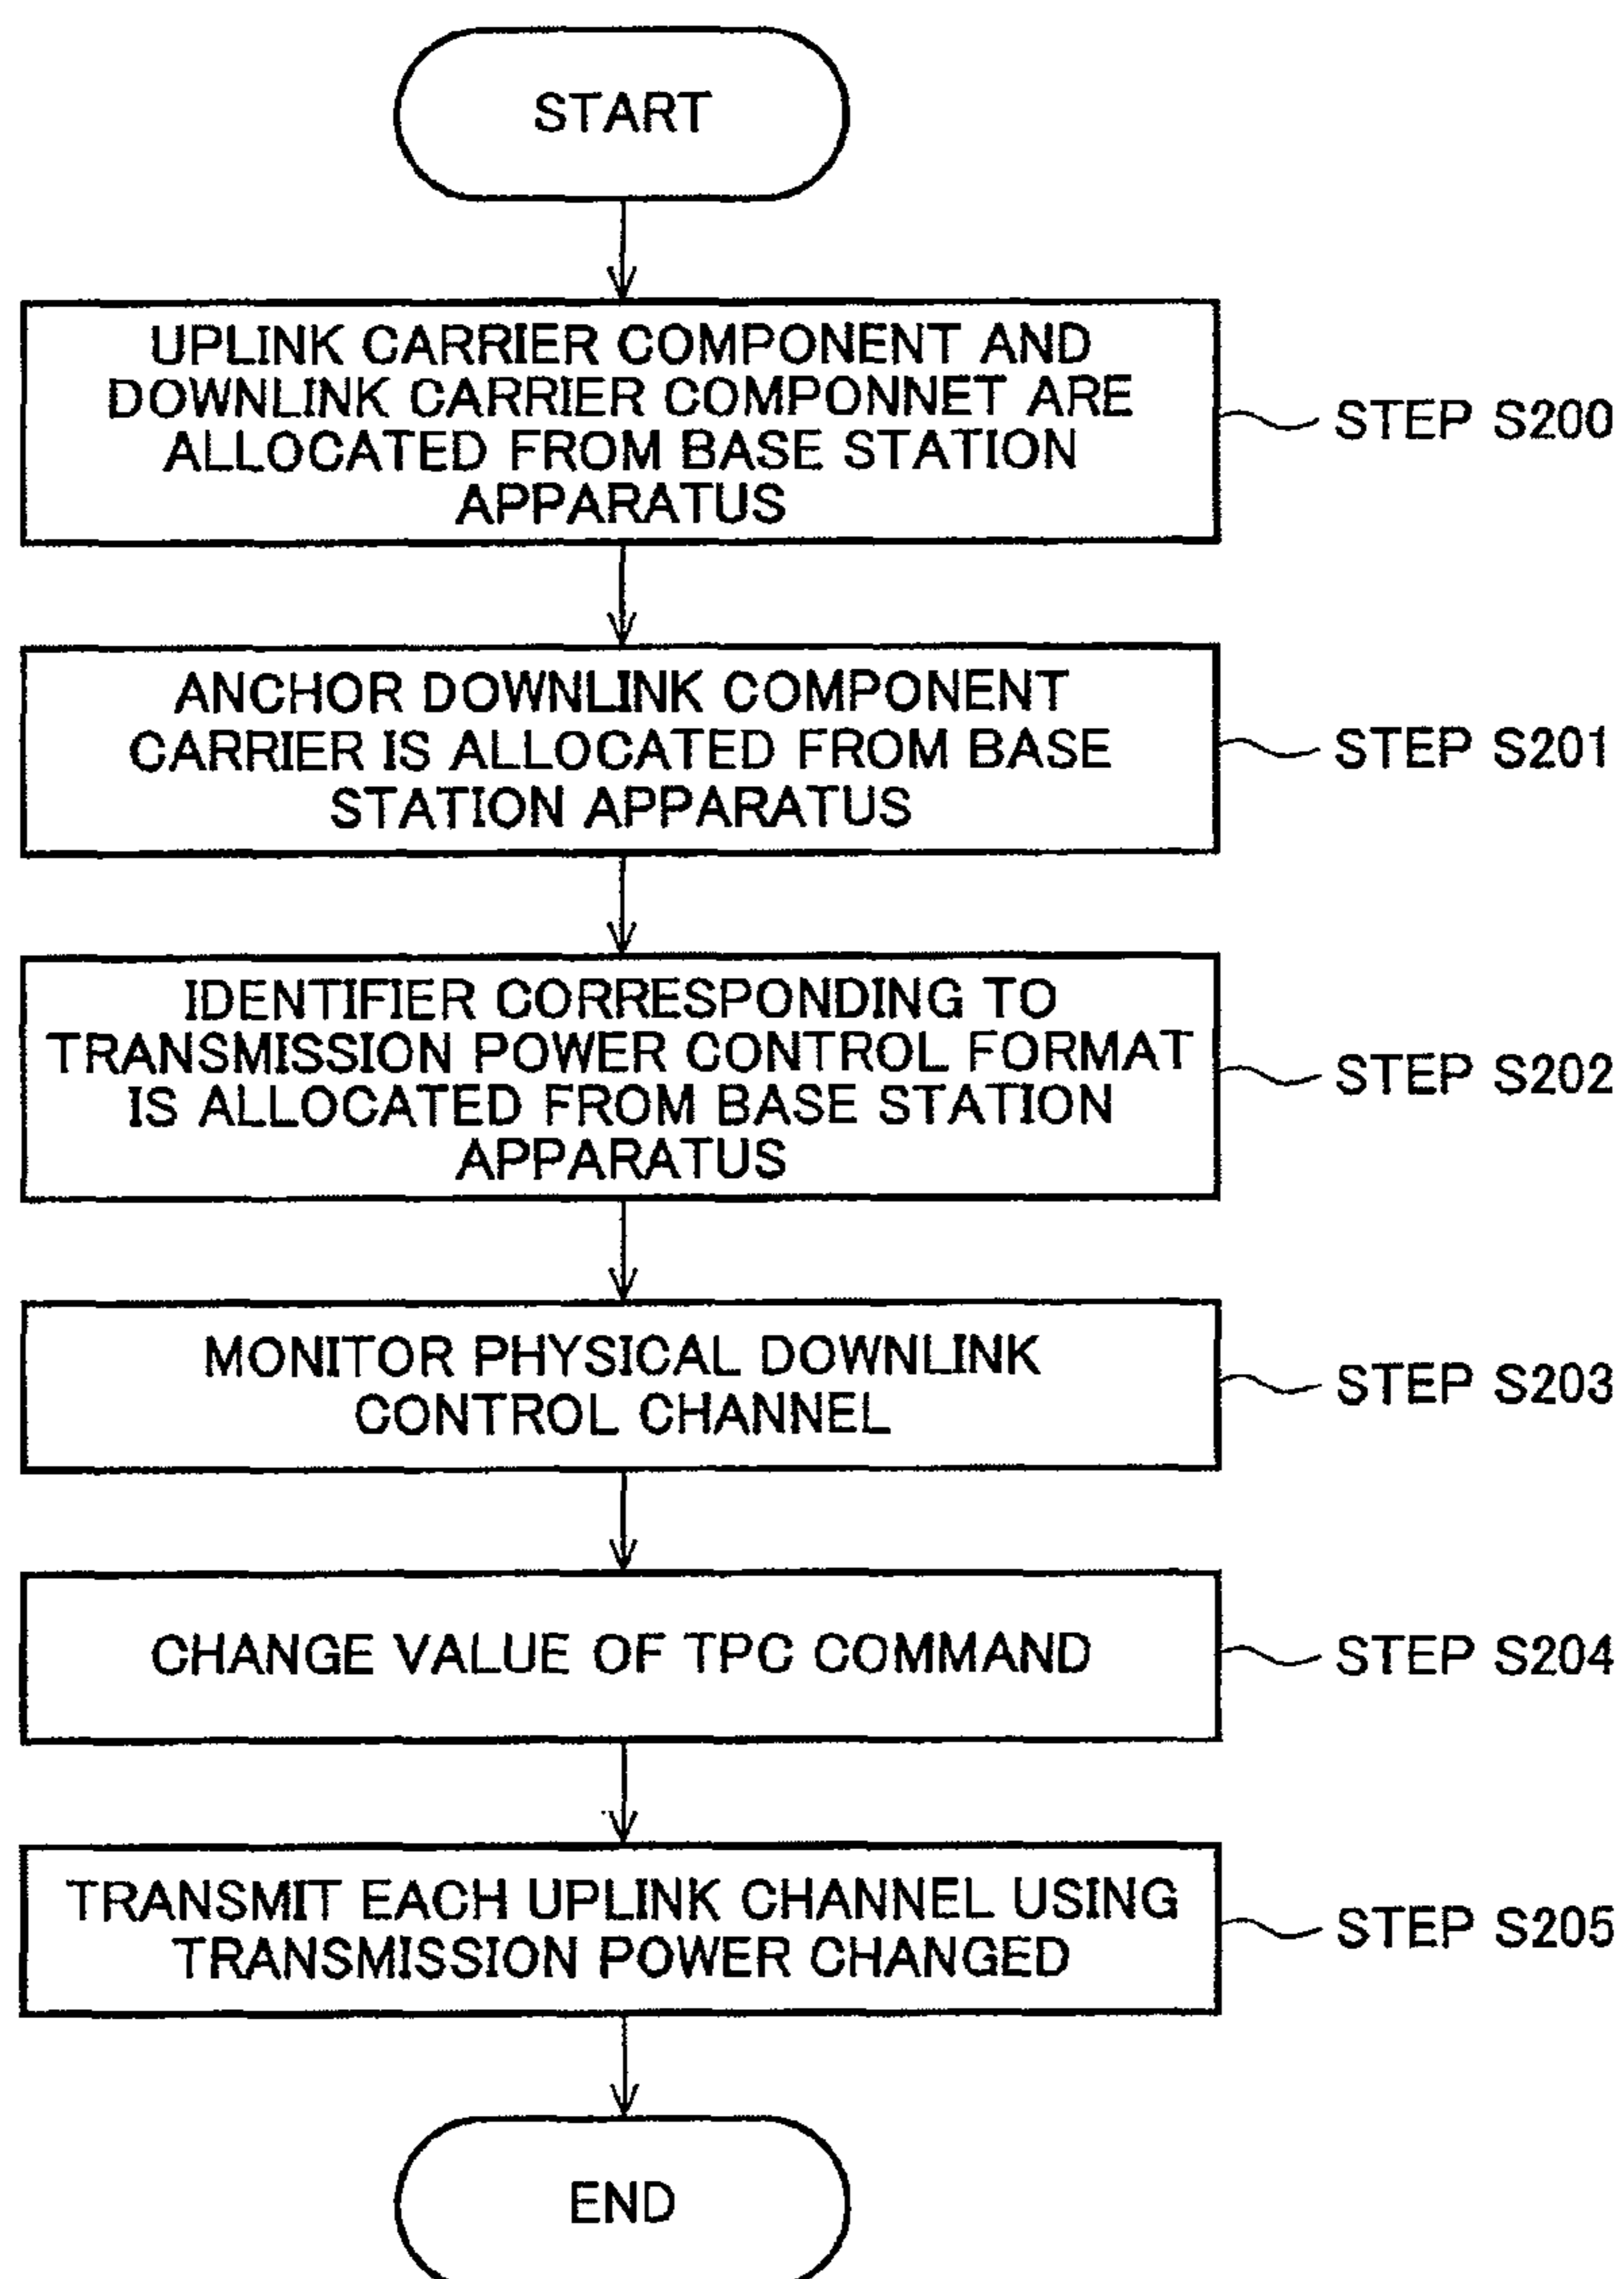 START
UPLINK CARRIER COMPONENT AND
DOWNLINK CARRIER COMPONNET ARE
ALLOCATED FROM BASE STATION
APPARATUS
STEP S200
ANCHOR DOWNLINK COMPONENT
CARRIER IS ALLOCATED FROM BASE
STATION APPARATUS
STEP S201
IDENTIFIER CORRESPONDING TO
TRANSMISSION POWER CONTROL FORMAT
IS ALLOCATED FROM BASE STATION
APPARATUS
STEP S202
MONITOR PHYSICAL DOWNLINK
CONTROL CHANNEL
STEP S203
CHANGE VALUE OF TPC COMMAND
STEP S204
TRANSMIT EACH UPLINK CHANNEL USING
TRANSMISSION POWER CHANGED
STEP S205
END